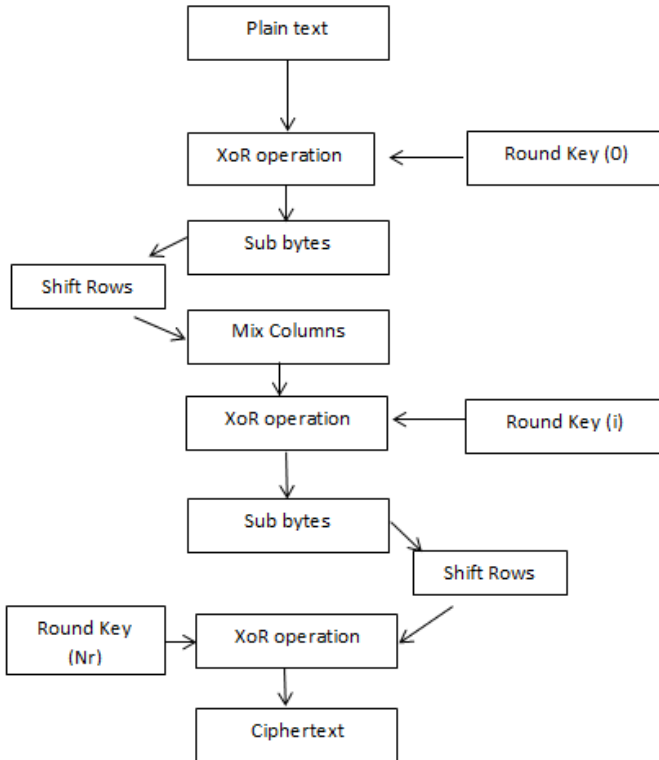 Plain text
XoR operation
Round Key (0)
Sub bytes
Shift Rows
Mix Columns
XoR operation
Round Key (i)
Sub bytes
Shift Rows
Round Key
(Nr)
XoR operation
Ciphertext